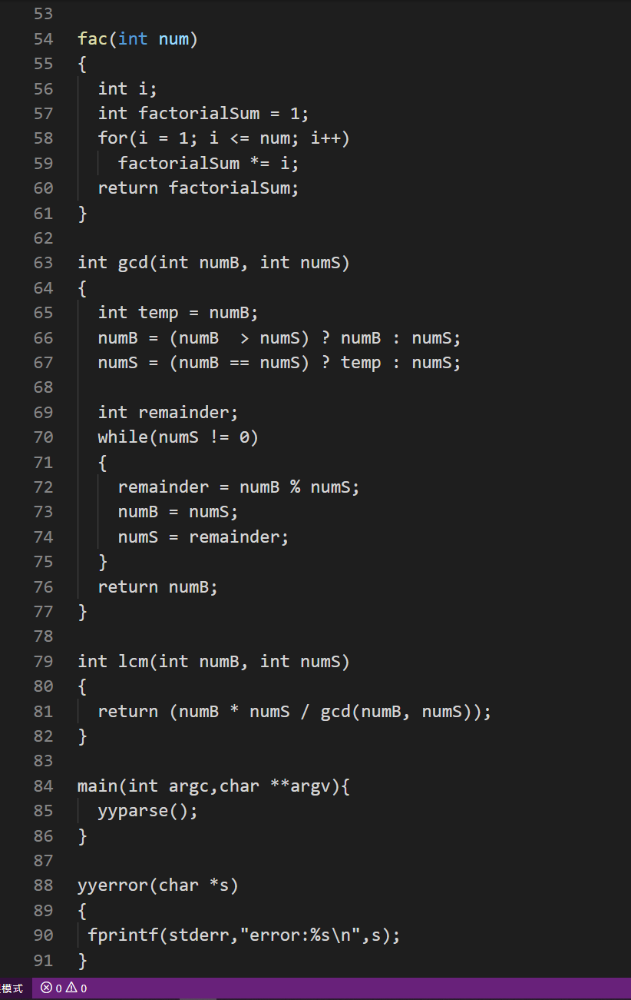 53
54 fac(int num)
55 {
56   int i;
57   int factorialSum = 1;
58   for(i = 1; i <= num; i++)
59     factorialSum *= i;
60   return factorialSum;
61 }
62
63 int gcd(int numB, int numS)
64 {
65   int temp = numB;
66   numB = (numB  > numS) ? numB : numS;
67   numS = (numB == numS) ? temp : numS;
68
69   int remainder;
70   while(numS != 0)
71   {
72     remainder = numB % numS;
73     numB = numS;
74     numS = remainder;
75   }
76   return numB;
77 }
78
79 int lcm(int numB, int numS)
80 {
81   return (numB * numS / gcd(numB, numS));
82 }
83
84 main(int argc,char **argv){
85   yyparse();
86 }
87
88 yyerror(char *s)
89 {
90  fprintf(stderr,"error:%s\n",s);
91 }
模式 0 0